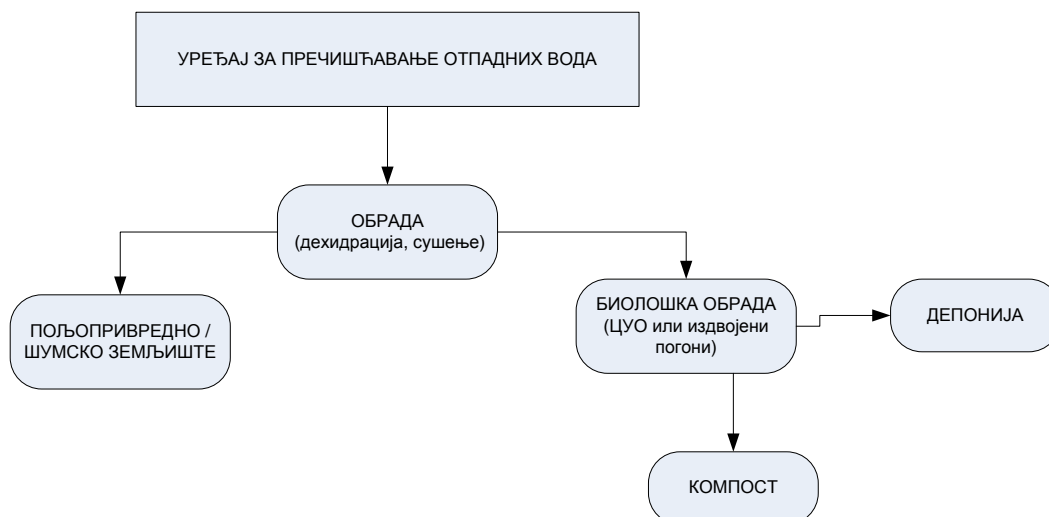 УРЕЂАЈ ЗА ПРЕЧИШЋАВАЊЕ ОТПАДНИХ ВОДА
ОБРАДА
(дехидрација, сушење)
ПОЉОПРИВРЕДНО /
ШУМСКО ЗЕМЉИШТЕ
БИОЛОШКА ОБРАДА
(ЦУО или издвојени
погони)
ДЕПОНИЈА
КОМПОСТ